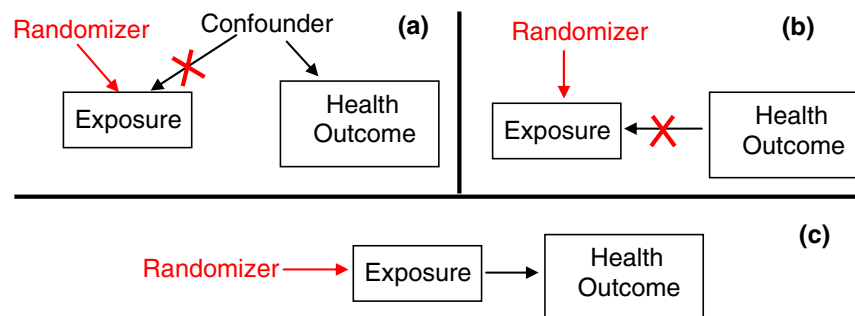 Randomizer
Confounder
(a)
Exposure
Health
Outcome
Randomizer
(b)
Exposure
Health
Outcome
(c)
Randomizer
Exposure
Health
Outcome